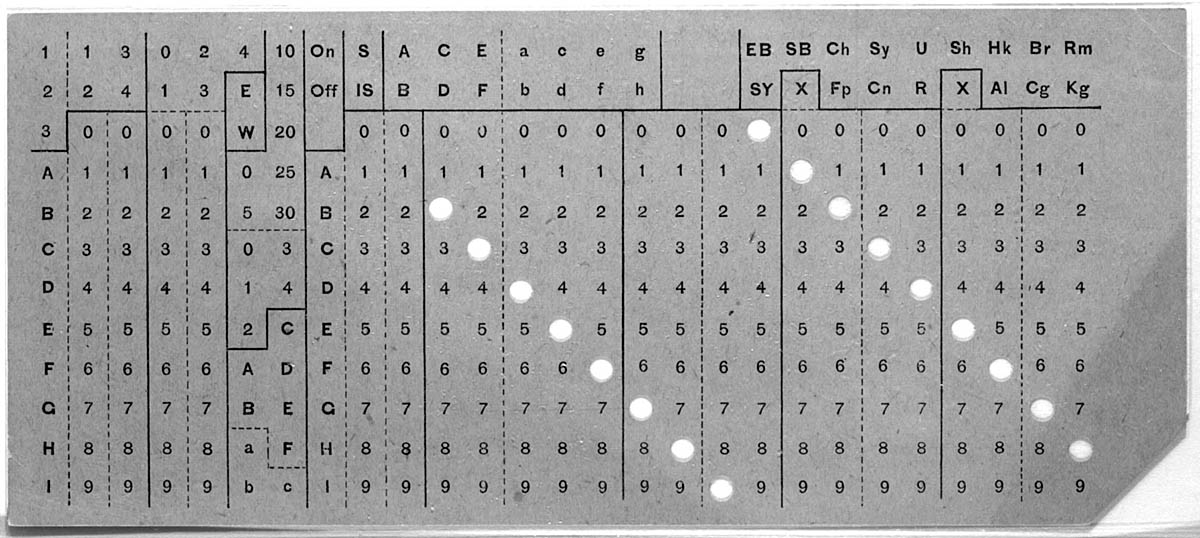 1 1 3 0 2 4 10 On S A C E a c e g EB SB Ch Sy U Sh Hk Br Rm
2 2 4 1 3 E 15 Off IS B D F b d f h SY X Fp Cn R X Al Cg Kg
3 0 0 0 0 W 20 0 0 0 0 0 0 0 0 0 0 0 0 0 0 0 0 0 0
A 1 1 1 1 0 25 A 1 1 1 1 1 1 1 1 1 1 1 1 1 1 1 1 1 1
B 2 2 2 2 5 30 B 2 2 2 2 2 2 2 2 2 2 2 2 2 2 2 2 2
C 3 3 3 3 0 3 C 3 3 3 3 3 3 3 3 3 3 3 3 3 3 3 3 3
D 4 4 4 4 1 4 D 4 4 4 4 4 4 4 4 4 4 4 4 4 4 4 4 4
E 5 5 5 5 2 C E 5 5 5 5 5 5 5 5 5 5 5 5 5 5 5 5 5
F 6 6 6 6 A D F 6 6 6 6 6 6 6 6 6 6 6 6 6 6 6 6 6
G 7 7 7 7 B E G 7 7 7 7 7 7 7 7 7 7 7 7 7 7 7 7 7
H 8 8 8 8 a F H 8 8 8 8 8 8 8 8 8 8 8 8 8 8 8 8 8
I 9 9 9 9 b c I 9 9 9 9 9 9 9 9 9 9 9 9 9 9 9 9 9 9